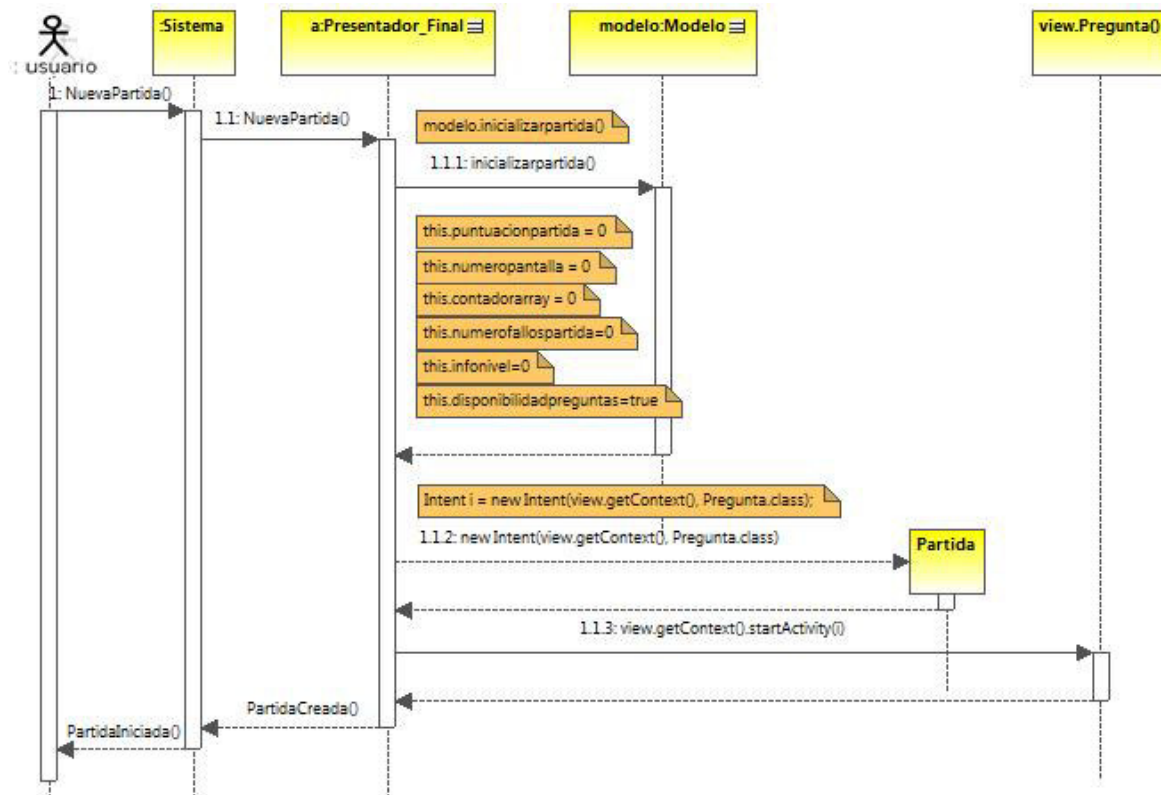 :Sistema
a:Presentador_Final
modelo:Modelo
view.Pregunta()
: usuario
1: NuevaPartida()
1.1: NuevaPartida()
modelo.inicializarpartida()
1.1.1: inicializarpartida()
this.puntuacionpartida = 0
this.numeropantalla = 0
this.contadorarray = 0
this.numerofallospartida=0
this.infonivel=0
this.disponibilidadpreguntas=true
Intent i = new Intent(view.getContext(), Pregunta.class);
1.1.2: new Intent(view.getContext(), Pregunta.class)
Partida
1.1.3: view.getContext().startActivity(i)
PartidaCreada()
PartidaIniciada()